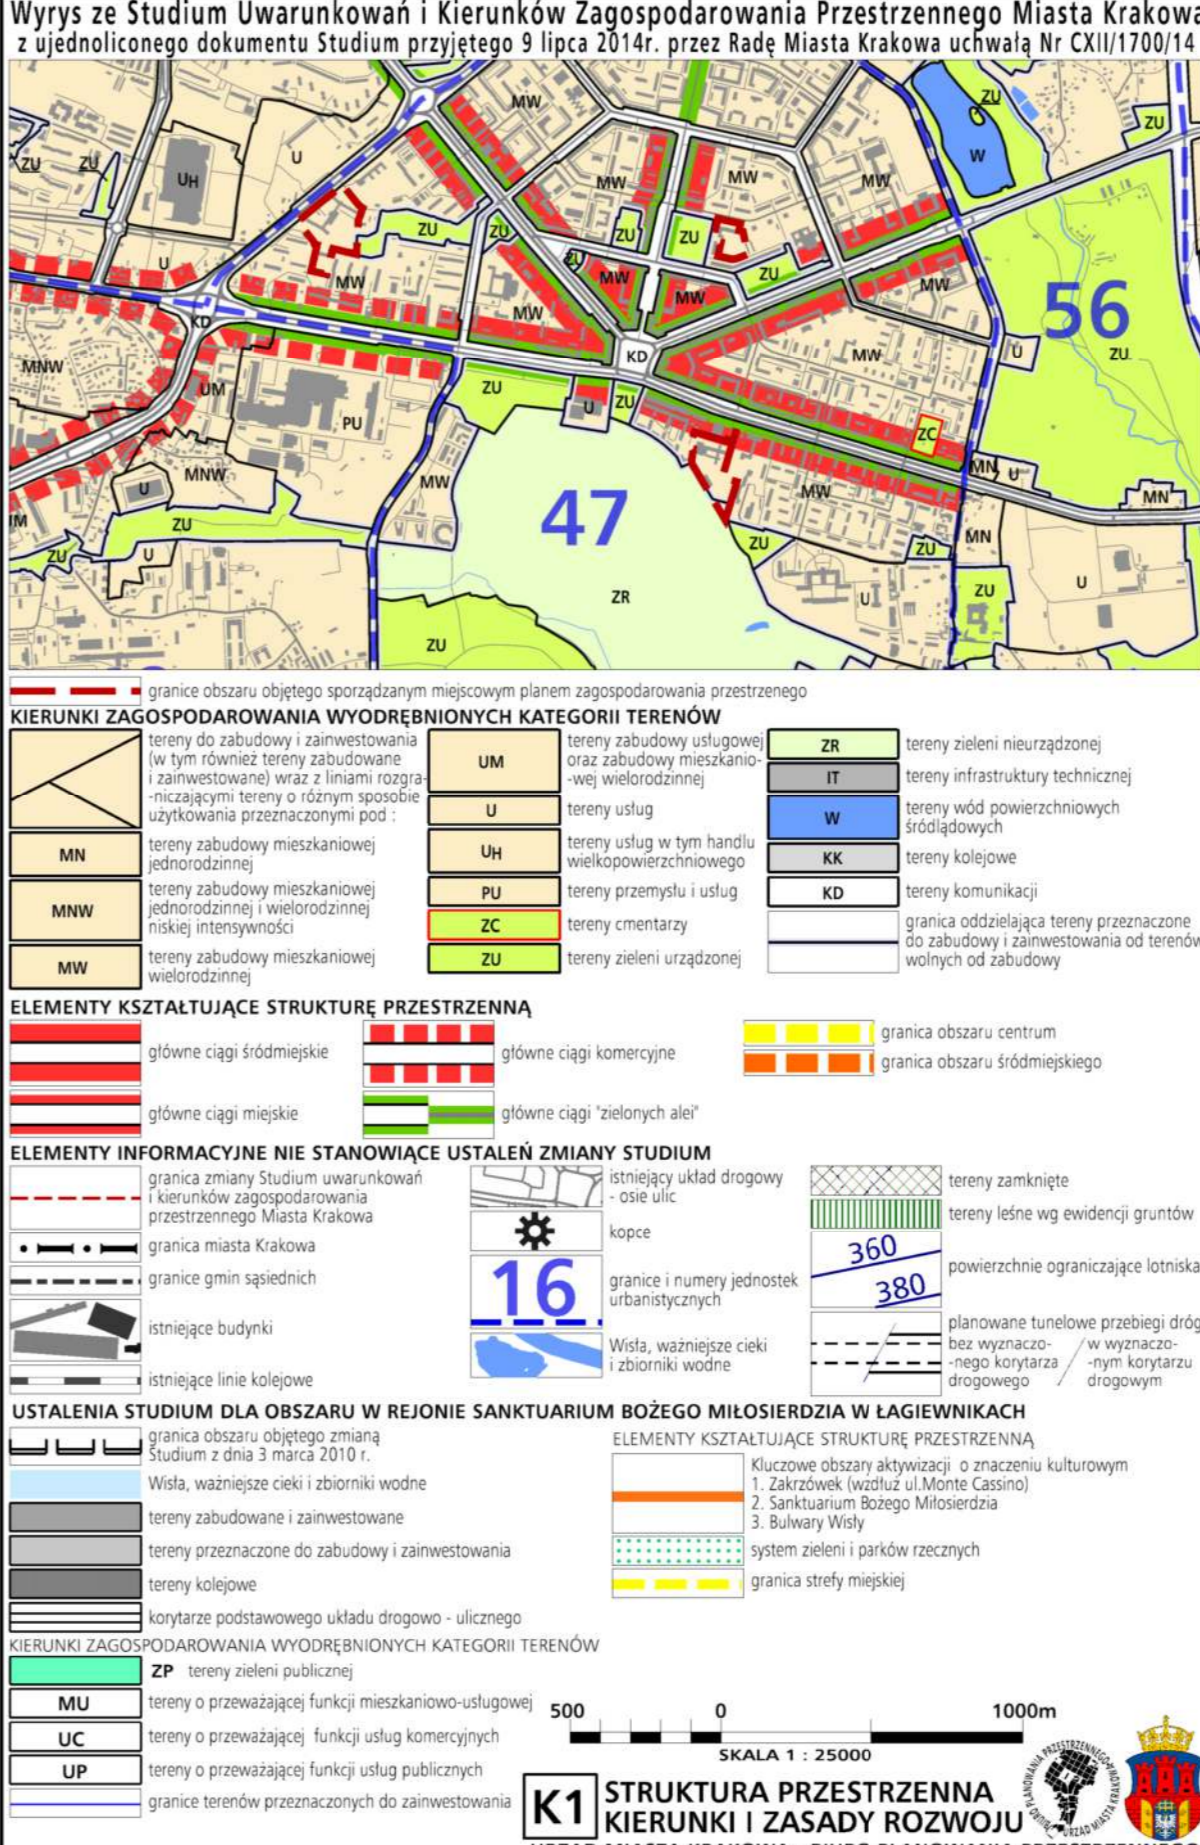 Wyrys ze Studium Uwarunkowań i Kierunków Zagospodarowania Przestrzennego Miasta Krakowa
z ujednoliconego dokumentu Studium przyjętego 9 lipca 2014r. przez Radę Miasta Krakowa uchwałą Nr CXII/1700/14
MW
ZU
W
ZU
ZU
ZU
U
UH
MW
MW
MW
ZU
ZU
ZU
ZU
ZU
ZU
MW
MW
MW
MW
MW
56
ZU
U
KD
MW
U
KD
MNW
UM
PU
ZU
U
ZU
ZC
MN
U
MN
MNW
U
MW
47
MW
ZU
UM
ZU
U
ZU
ZU
MN
U
ZU
U
ZR
ZU
granice obszaru objętego sporządzanym miejscowym planem zagospodarowania przestrzenego
KIERUNKI ZAGOSPODAROWANIA WYODRĘBNIONYCH KATEGORII TERENÓW
tereny do zabudowy i zainwestowania
(w tym również tereny zabudowane
i zainwestowane) wraz z liniami rozgra-
-niczającymi tereny o różnym sposobie
użytkowania przeznaczonymi pod :
MN
tereny zabudowy mieszkaniowej
jednorodzinnej
MNW
tereny zabudowy mieszkaniowej
jednorodzinnej i wielorodzinnej
niskiej intensywności
MW
tereny zabudowy mieszkaniowej
wielorodzinnej
UM
tereny zabudowy usługowej
oraz zabudowy mieszkanio-
-wej wielorodzinnej
U
tereny usług
UH
tereny usług w tym handlu
wielkopowierzchniowego
PU
tereny przemysłu i usług
ZC
tereny cmentarzy
ZU
tereny zieleni urządzonej
ZR
tereny zieleni nieurządzonej
IT
tereny infrastruktury technicznej
W
tereny wód powierzchniowych
śródlądowych
KK
tereny kolejowe
KD
tereny komunikacji
granica oddzielająca tereny przeznaczone
do zabudowy i zainwestowania od terenów
wolnych od zabudowy
ELEMENTY KSZTAŁTUJĄCE STRUKTURĘ PRZESTRZENNĄ
główne ciągi śródmiejskie
główne ciągi komercyjne
granica obszaru centrum
granica obszaru śródmiejskiego
główne ciągi miejskie
główne ciągi "zielonych alei"
ELEMENTY INFORMACYJNE NIE STANOWIĄCE USTALEŃ ZMIANY STUDIUM
granica zmiany Studium uwarunkowań
i kierunków zagospodarowania
przestrzennego Miasta Krakowa
granica miasta Krakowa
granice gmin sąsiednich
istniejące budynki
istniejące linie kolejowe
istniejący układ drogowy
- osie ulic
kopce
16
granice i numery jednostek
urbanistycznych
Wisła, ważniejsze cieki
i zbiorniki wodne
tereny zamknięte
tereny leśne wg ewidencji gruntów
360
380
powierzchnie ograniczające lotniska
planowane tunelowe przebiegi dróg
bez wyznaczo-
-nego korytarza
drogowego
w wyznaczo-
-nym korytarzu
drogowym
USTALENIA STUDIUM DLA OBSZARU W REJONIE SANKTUARIUM BOŻEGO MIŁOSIERDZIA W ŁAGIEWNIKACH
granica obszaru objętego zmianą
Studium z dnia 3 marca 2010 r.
Wisła, ważniejsze cieki i zbiorniki wodne
tereny zabudowane i zainwestowane
tereny przeznaczone do zabudowy i zainwestowania
tereny kolejowe
korytarze podstawowego układu drogowo - ulicznego
ELEMENTY KSZTAŁTUJĄCE STRUKTURĘ PRZESTRZENNĄ
Kluczowe obszary aktywizacji o znaczeniu kulturowym
1. Zakrzówek (wzdłuż ul.Monte Cassino)
2. Sanktuarium Bożego Miłosierdzia
3. Bulwary Wisły
system zieleni i parków rzecznych
granica strefy miejskiej
KIERUNKI ZAGOSPODAROWANIA WYODRĘBNIONYCH KATEGORII TERENÓW
ZP tereny zieleni publicznej
MU
tereny o przeważającej funkcji mieszkaniowo-usługowej
UC
tereny o przeważającej funkcji usług komercyjnych
UP
tereny o przeważającej funkcji usług publicznych
granice terenów przeznaczonych do zainwestowania
500 0 1000m
SKALA 1 : 25000
K1
STRUKTURA PRZESTRZENNA
KIERUNKI I ZASADY ROZWOJU
BIURO PLANOWANIA PRZESTRZENNEGO
URZĄD MIASTA KRAKOWA